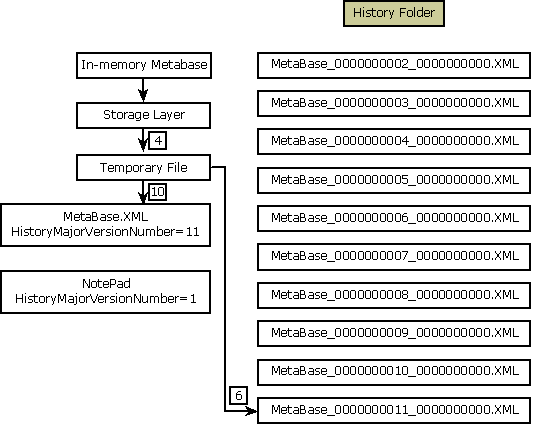 History Folder
In-memory Metabase
Storage Layer
4
Temporary File
10
MetaBase.XML
HistoryMajorVersionNumber=11
NotePad
HistoryMajorVersionNumber=1
6
MetaBase_0000000002_0000000000.XML
MetaBase_0000000003_0000000000.XML
MetaBase_0000000004_0000000000.XML
MetaBase_0000000005_0000000000.XML
MetaBase_0000000006_0000000000.XML
MetaBase_0000000007_0000000000.XML
MetaBase_0000000008_0000000000.XML
MetaBase_0000000009_0000000000.XML
MetaBase_0000000010_0000000000.XML
MetaBase_0000000011_0000000000.XML